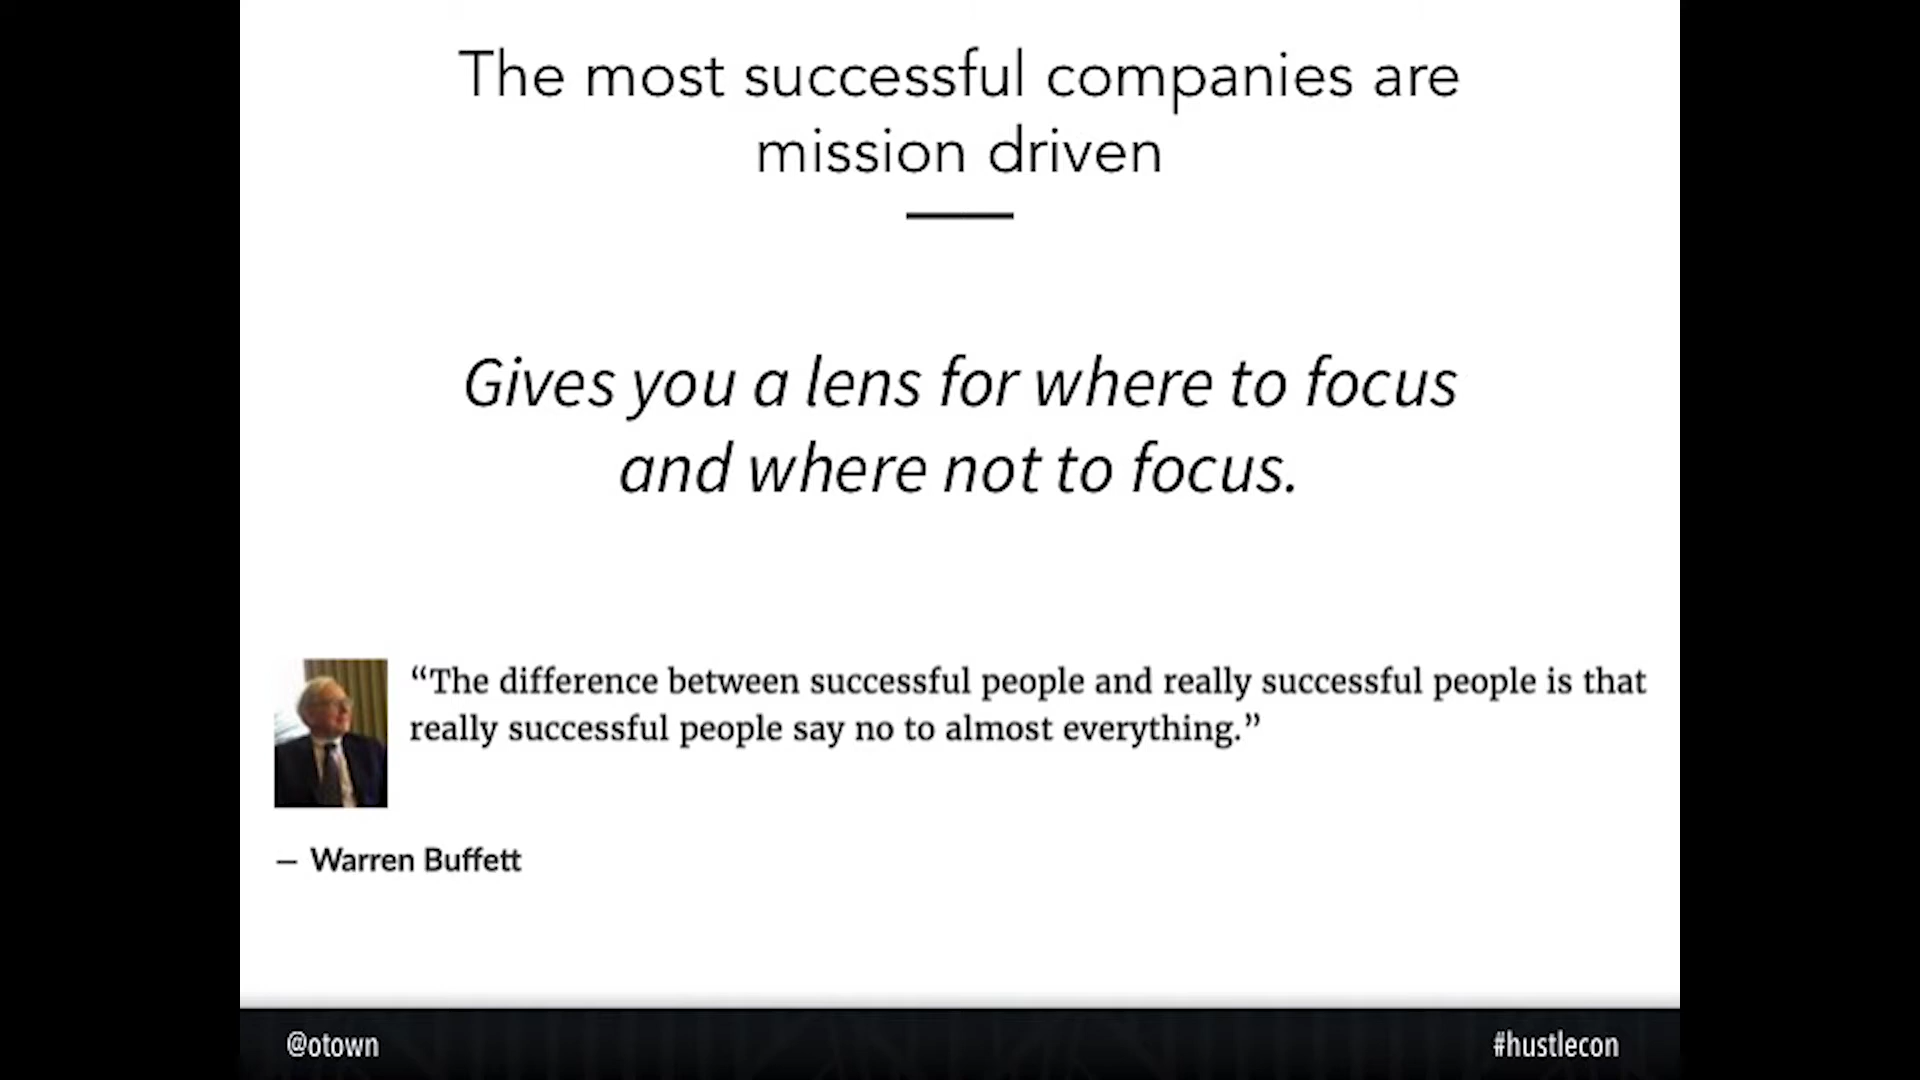 The most successful companies are
mission driven
Gives you a lens for where to focus
and where not to focus.
“The difference between successful people and really successful people is that
really successful people say no to almost everything.”
— Warren Buffett
@otown
#hustlecon